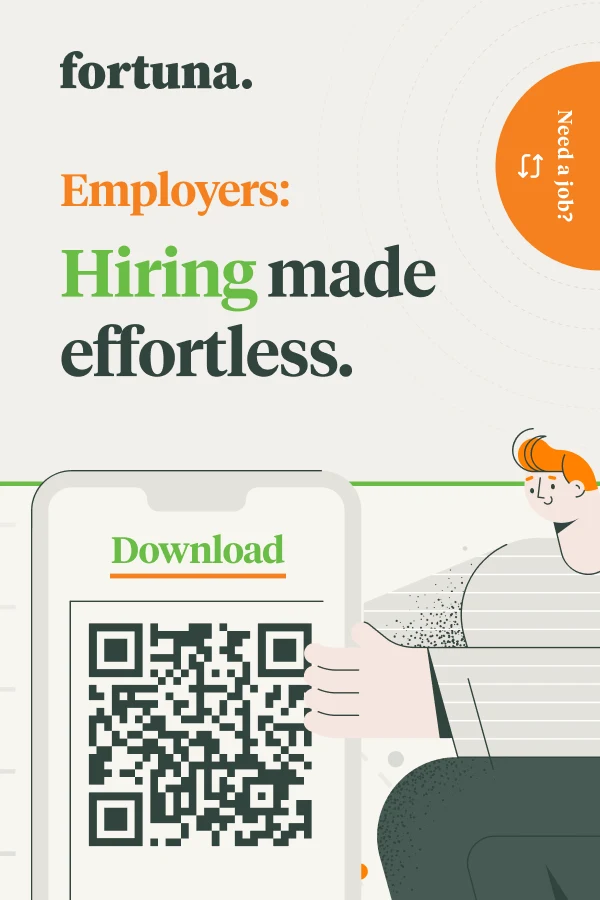 fortuna.
Need a job?
Employers:
Hiring made
effortless.
Download